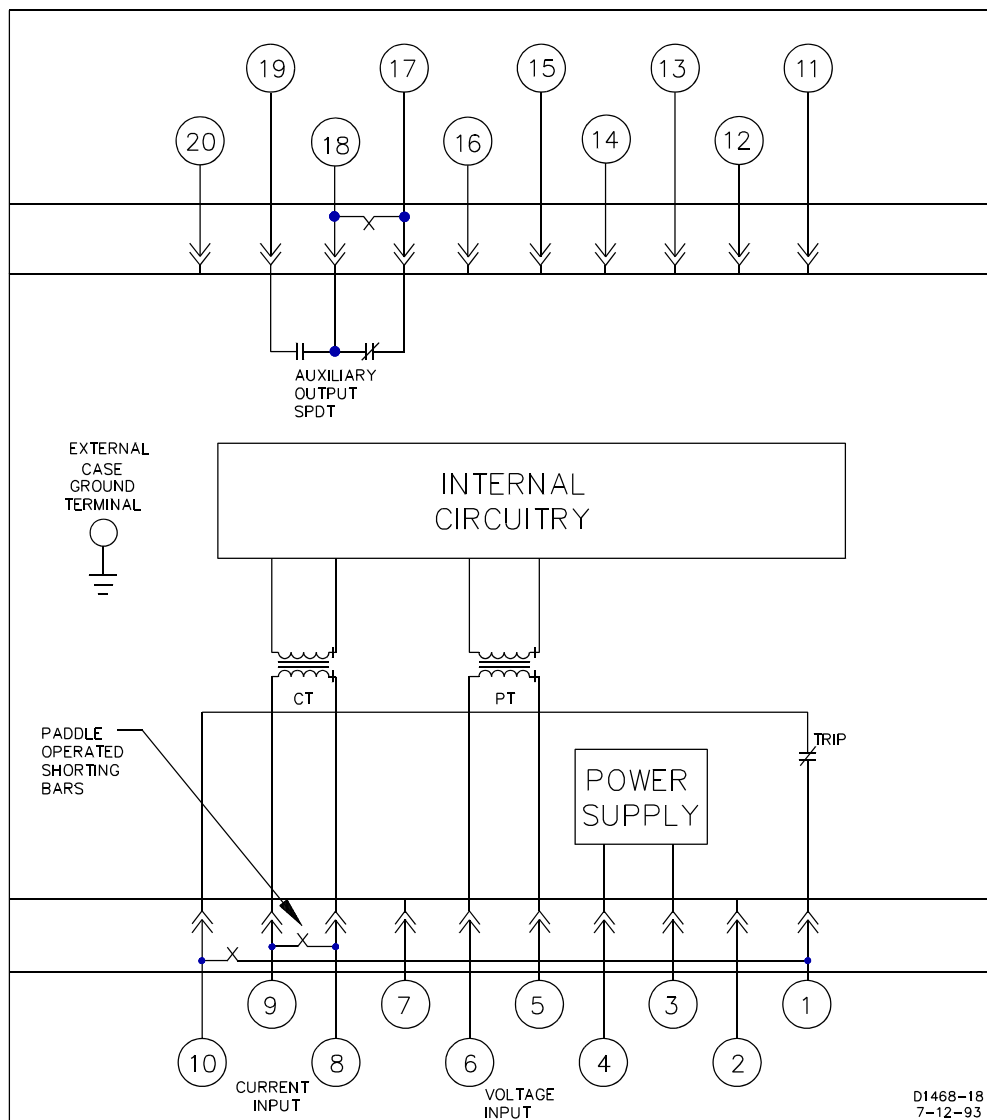 19
17
15
13
11
20
18
16
14
12
AUXILIARY
OUTPUT
SPDT
EXTERNAL
CASE
GROUND
TERMINAL
INTERNAL
CIRCUITRY
CT
PT
PADDLE
OPERATED
SHORTING
BARS
TRIP
POWER
SUPPLY
9
7
5
3
1
10
8
6
4
2
CURRENT
INPUT
VOLTAGE
INPUT
D1468-18
7-12-93